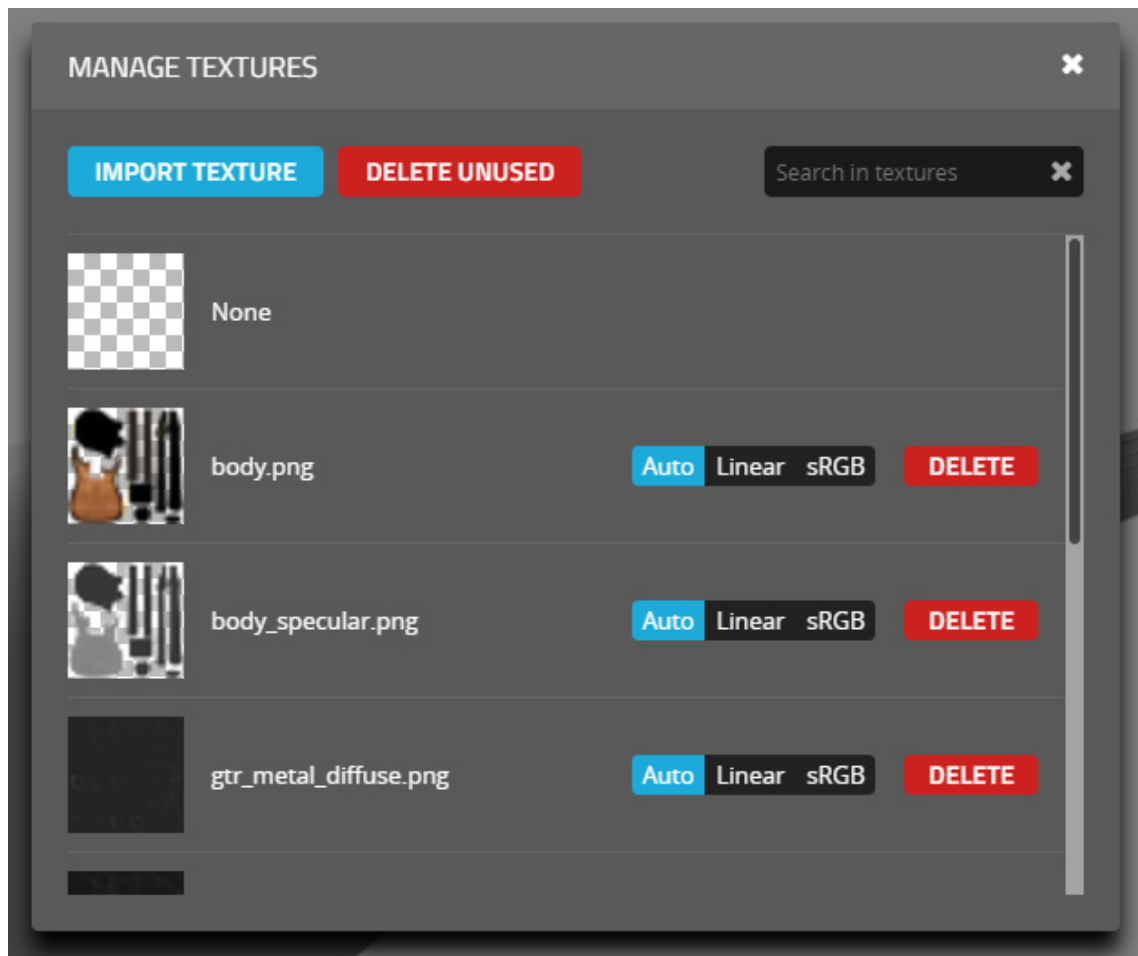 MANAGE TEXTURES
IMPORT TEXTURE DELETE UNUSED Search in textures
None
body.png Auto Linear sRGB DELETE
body_specular.png Auto Linear sRGB DELETE
gtr_metal_diffuse.png Auto Linear sRGB DELETE